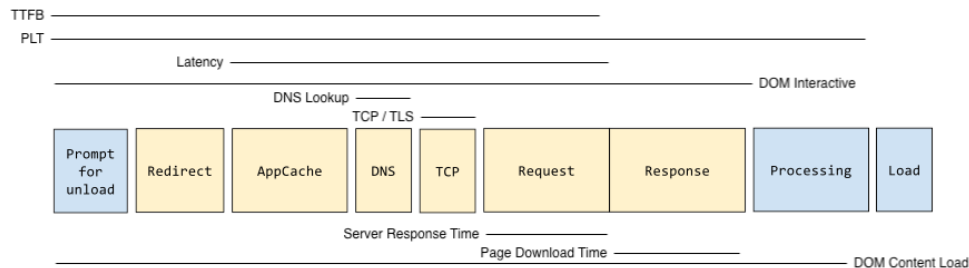 TTFB
PLT
Latency
DOM Interactive
DNS Lookup
TCP / TLS
Prompt
for
unload
Redirect
AppCache
DNS
TCP
Request
Response
Processing
Load
Server Response Time
Page Download Time
DOM Content Load